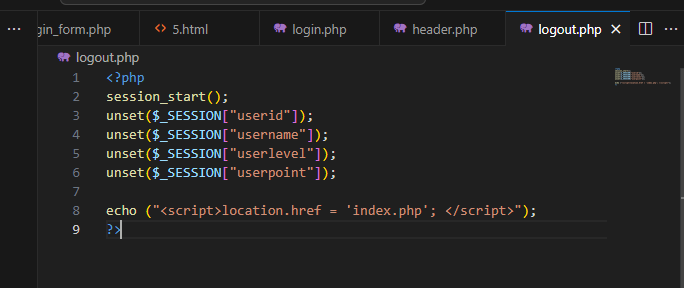 ... gin_form.php <> 5.html login.php header.php logout.php × ...
logout.php
1 <?php
2 session_start();
3 unset($_SESSION["userid"]);
4 unset($_SESSION["username"]);
5 unset($_SESSION["userlevel"]);
6 unset($_SESSION["userpoint"]);
7
8 echo ("<script>location.href = 'index.php'; </script>");
9 ?>